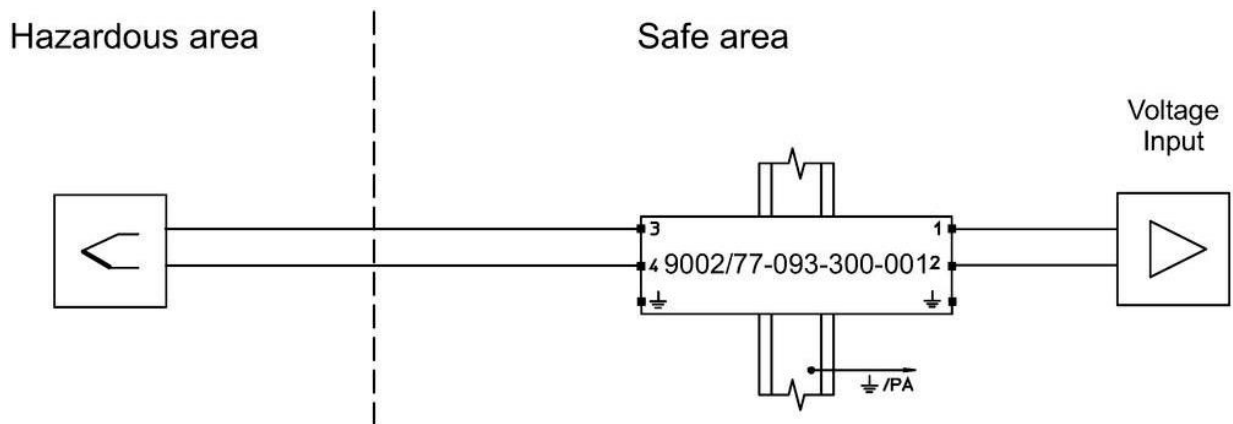 Hazardous area
Safe area
Voltage
Input
3
1
4
9002/77-093-300-001
2
/PA